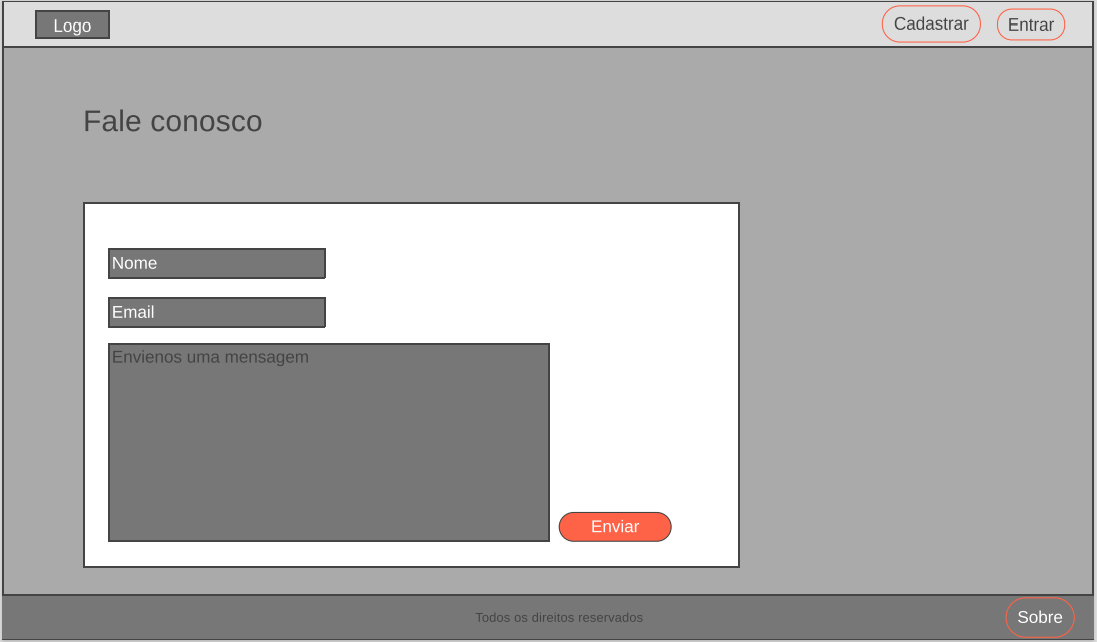 Logo
Cadastrar
Entrar
Fale conosco
Nome
Email
Envienos uma mensagem
Enviar
Todos os direitos reservados
Sobre